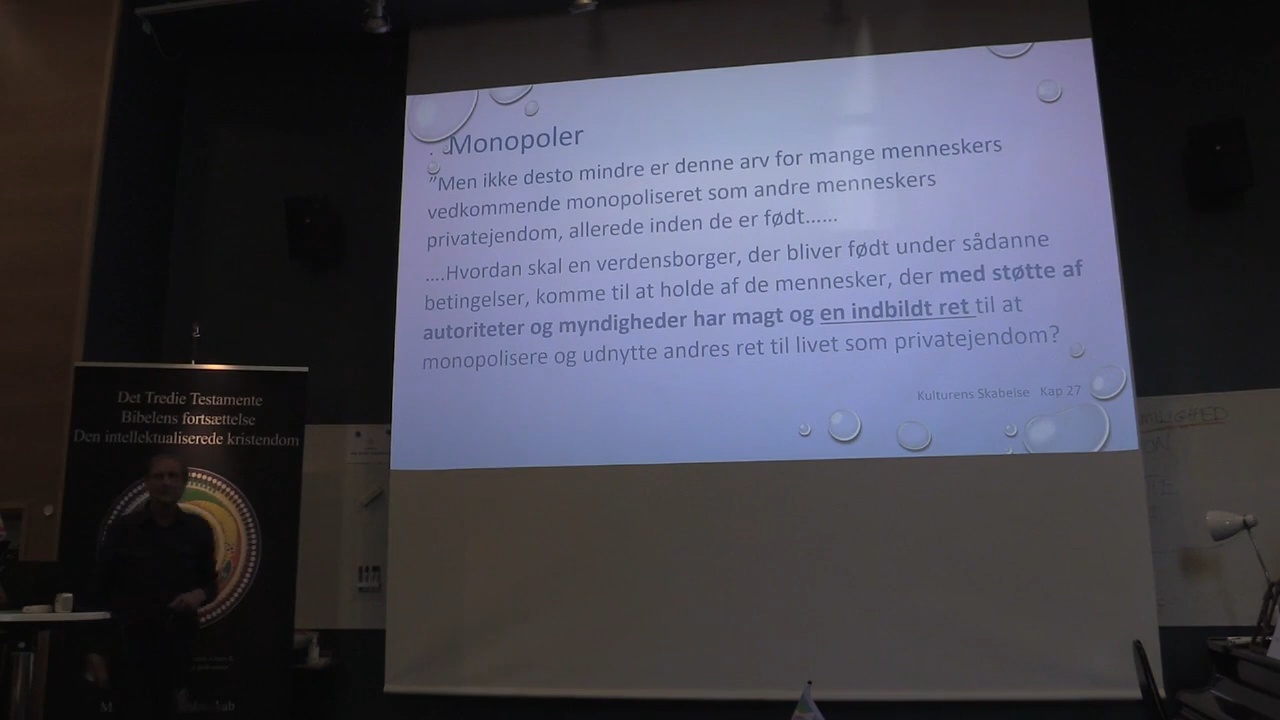 Monopoler
"Men ikke desto mindre er denne arv for mange menneskers
vedkommende monopoliseret som andre menneskers
privatejendom, allerede inden de er født......
....Hvordan skal en verdensborger, der bliver født under sådanne
betingelser, komme til at holde af de mennesker, der med støtte af
autoriteter og myndigheder har magt og en indbildt ret til at
monopolisere og udnytte andres ret til livet som privatejendom?
Kulturens Skabelse Kap 27
Det Tredie Testamente
Bibelens fortsættelse
Den intellektualiserede kristendom